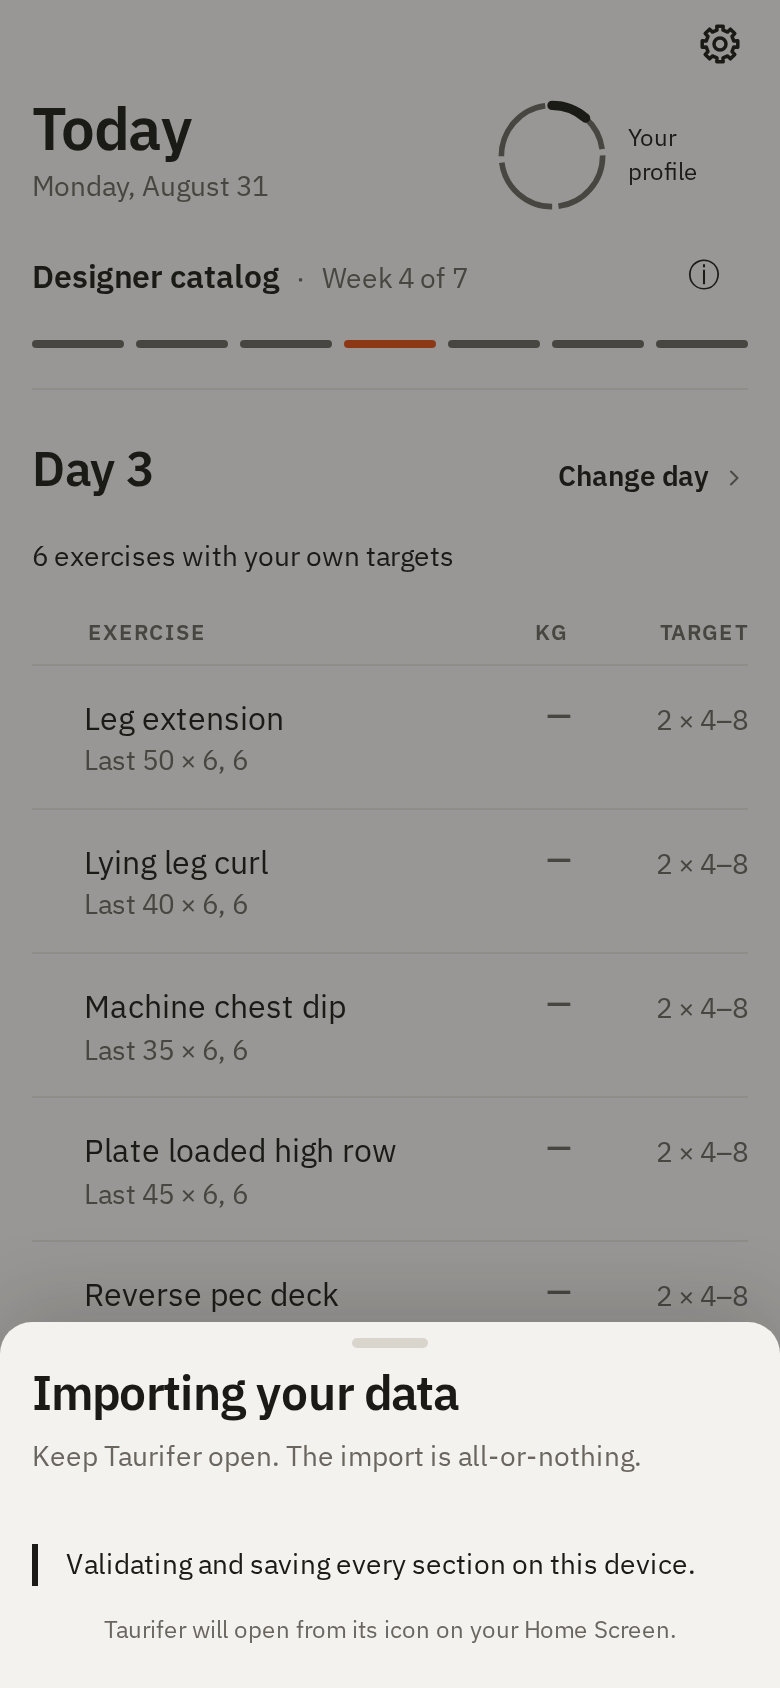 Today
Monday, August 31
Your
profile
Designer catalog · Week 4 of 7
Day 3
Change day
6 exercises with your own targets
EXERCISE KG TARGET
Leg extension — 2 × 4–8
Last 50 × 6, 6
Lying leg curl — 2 × 4–8
Last 40 × 6, 6
Machine chest dip — 2 × 4–8
Last 35 × 6, 6
Plate loaded high row — 2 × 4–8
Last 45 × 6, 6
Reverse pec deck — 2 × 4–8
Importing your data
Keep Taurifer open. The import is all-or-nothing.
Validating and saving every section on this device.
Taurifer will open from its icon on your Home Screen.